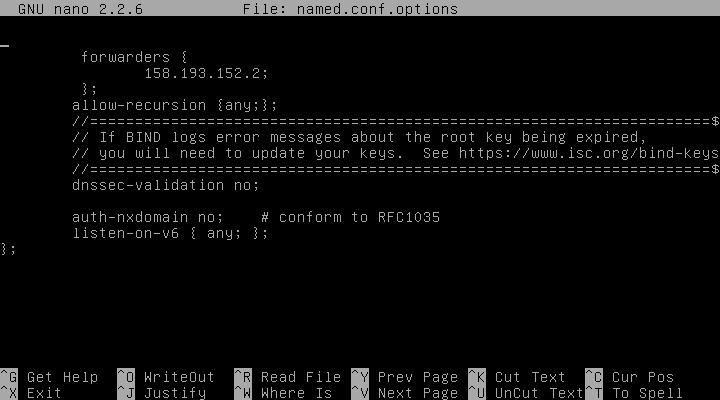 GNU nano 2.2.6 File: named.conf.options
forwarders {
158.193.152.2;
};
allow-recursion {any;};
//=====================================================================$
// If BIND logs error messages about the root key being expired,
// you will need to update your keys.  See https://www.isc.org/bind-keys
//=====================================================================$
dnssec-validation no;
auth-nxdomain no;    # conform to RFC1035
listen-on-v6 { any; };
};
^G Get Help ^O WriteOut ^R Read File ^Y Prev Page ^K Cut Text ^C Cur Pos
^X Exit ^J Justify ^W Where Is ^V Next Page ^U UnCut Text ^T To Spell